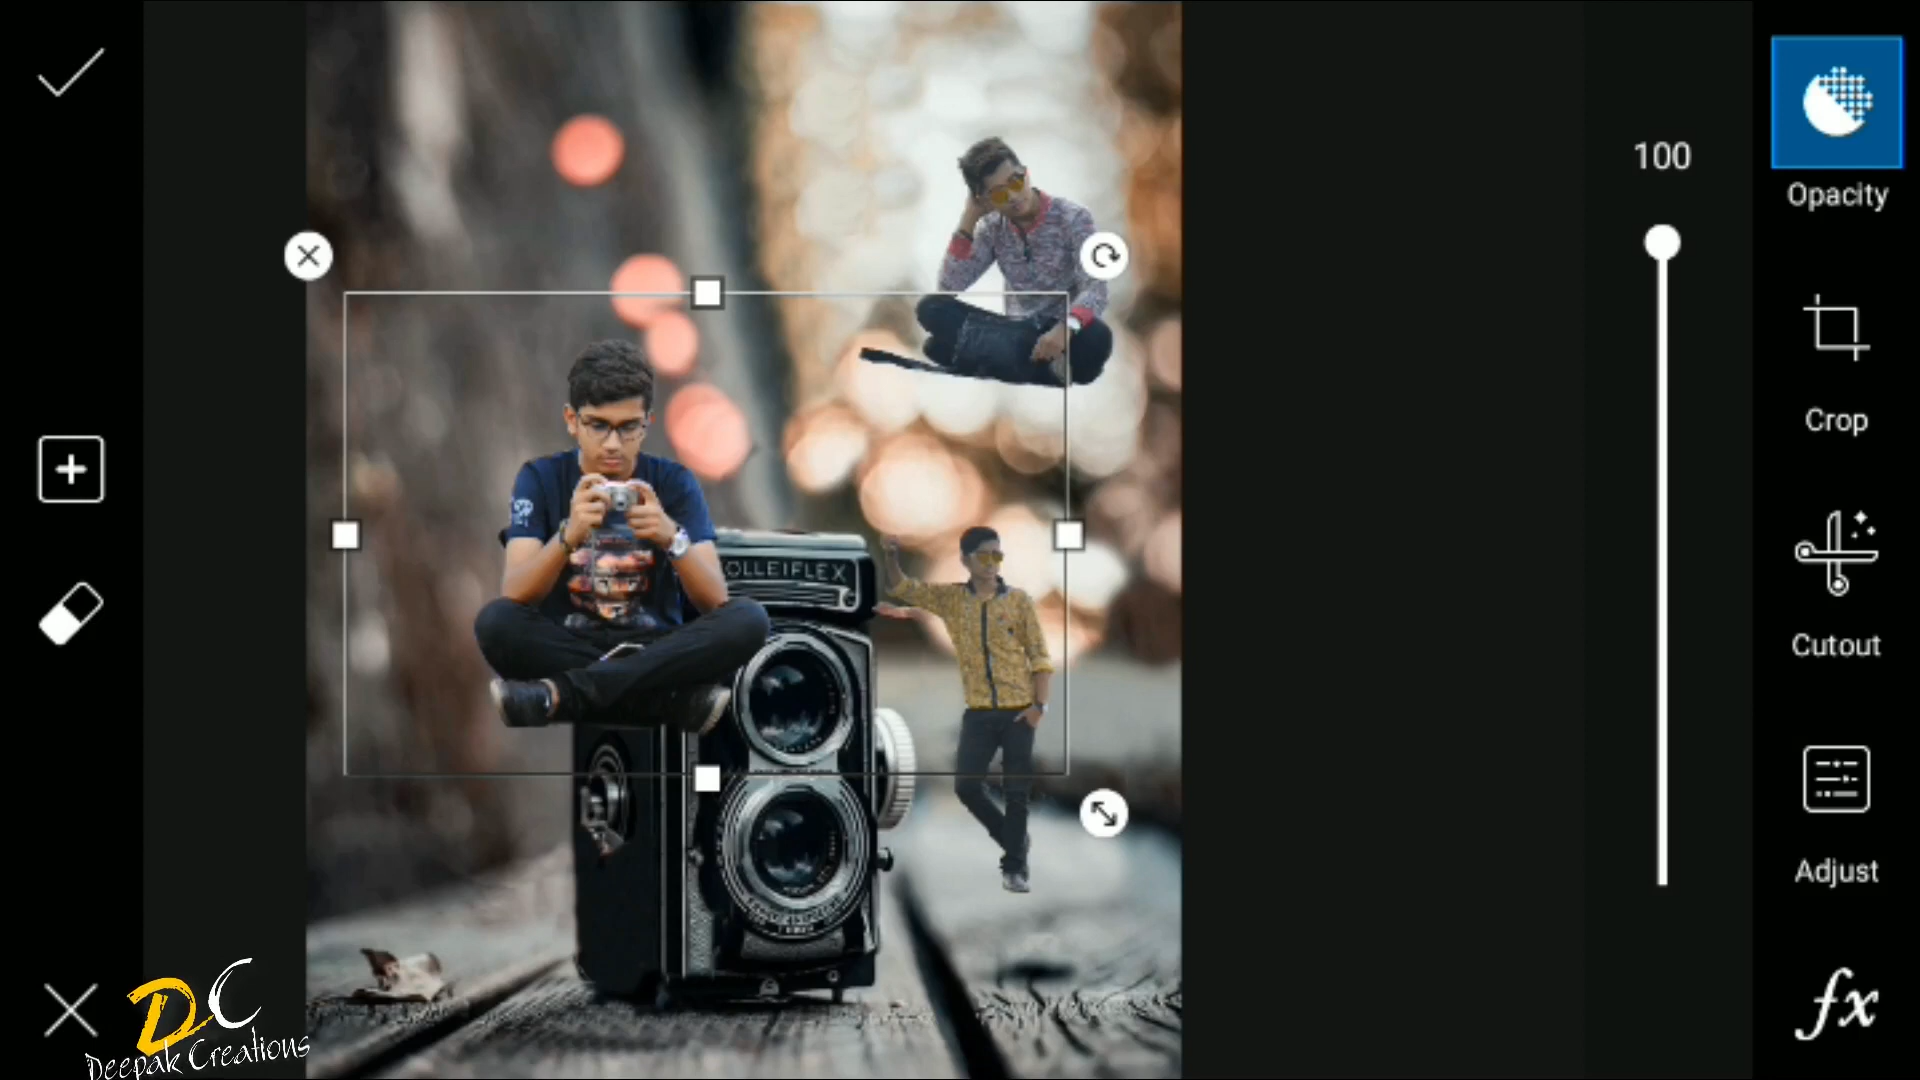 100
Opacity
Crop
OLLEIFLEX
Cutout
Adjust
fx
DC
Deepak Creations